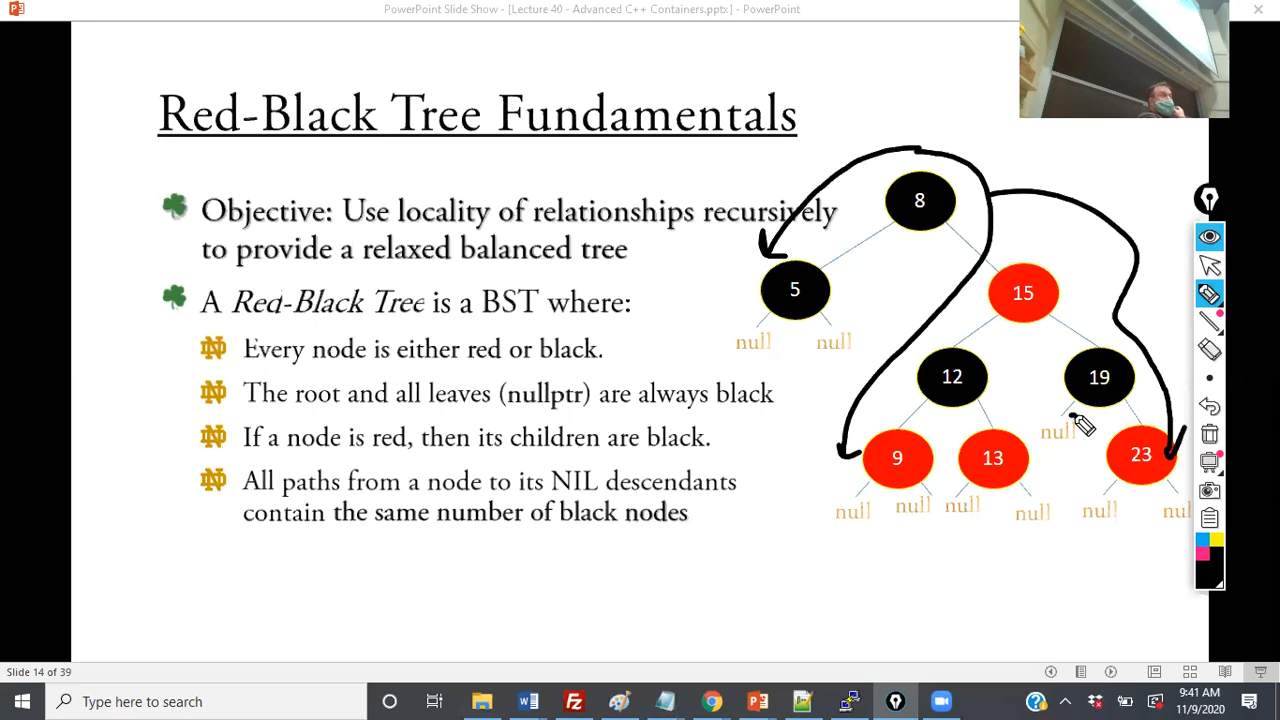 PowerPoint Slide Show - [Lecture 40 - Advanced C++ Containers.pptx] - PowerPoint
Red-Black Tree Fundamentals
Objective: Use locality of relationships recursively
to provide a relaxed balanced tree
A Red-Black Tree is a BST where:
Every node is either red or black.
The root and all leaves (nullptr) are always black
If a node is red, then its children are black.
All paths from a node to its NIL descendants
contain the same number of black nodes
8
5
15
null
null
12
19
null
9
13
23
null
null
null
null
null
nul
Slide 14 of 39
Type here to search
9:41 AM
11/9/2020